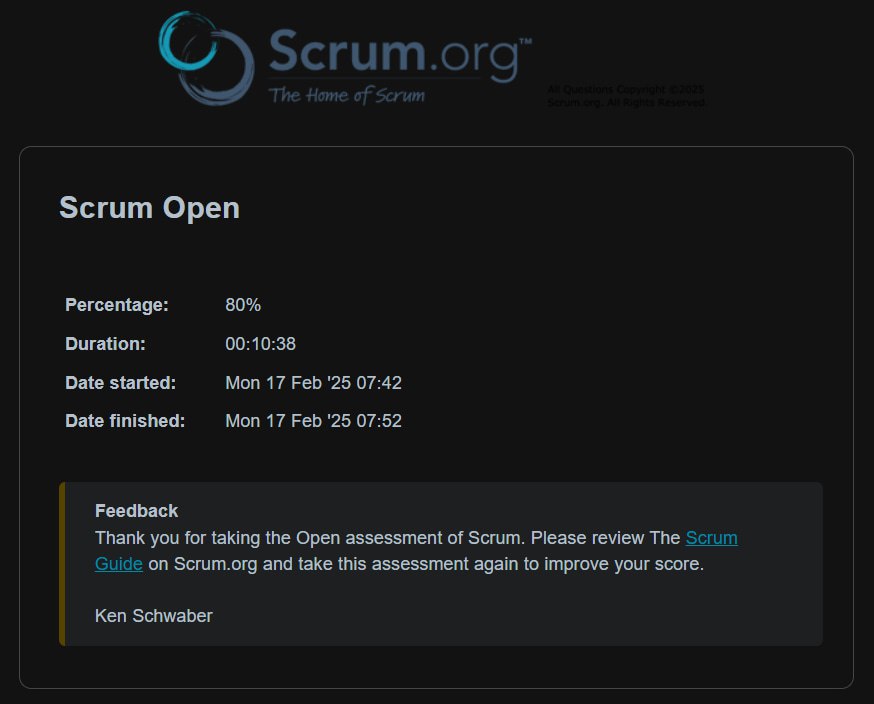 Scrum.org™
The Home of Scrum
All Questions Copyright ©2025
Scrum.org. All Rights Reserved.
Scrum Open
Percentage: 80%
Duration: 00:10:38
Date started: Mon 17 Feb '25 07:42
Date finished: Mon 17 Feb '25 07:52
Feedback
Thank you for taking the Open assessment of Scrum. Please review The Scrum
Guide on Scrum.org and take this assessment again to improve your score.
Ken Schwaber